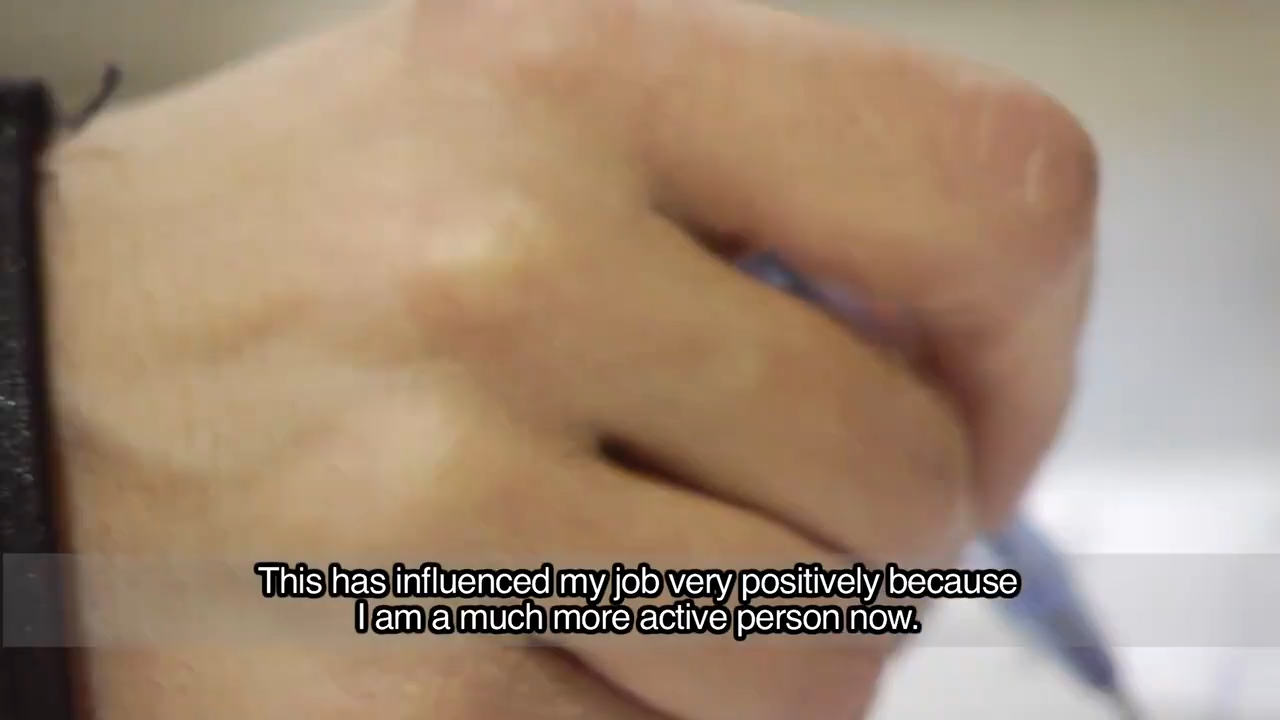 This has influenced my job very positively because
I am a much more active person now.